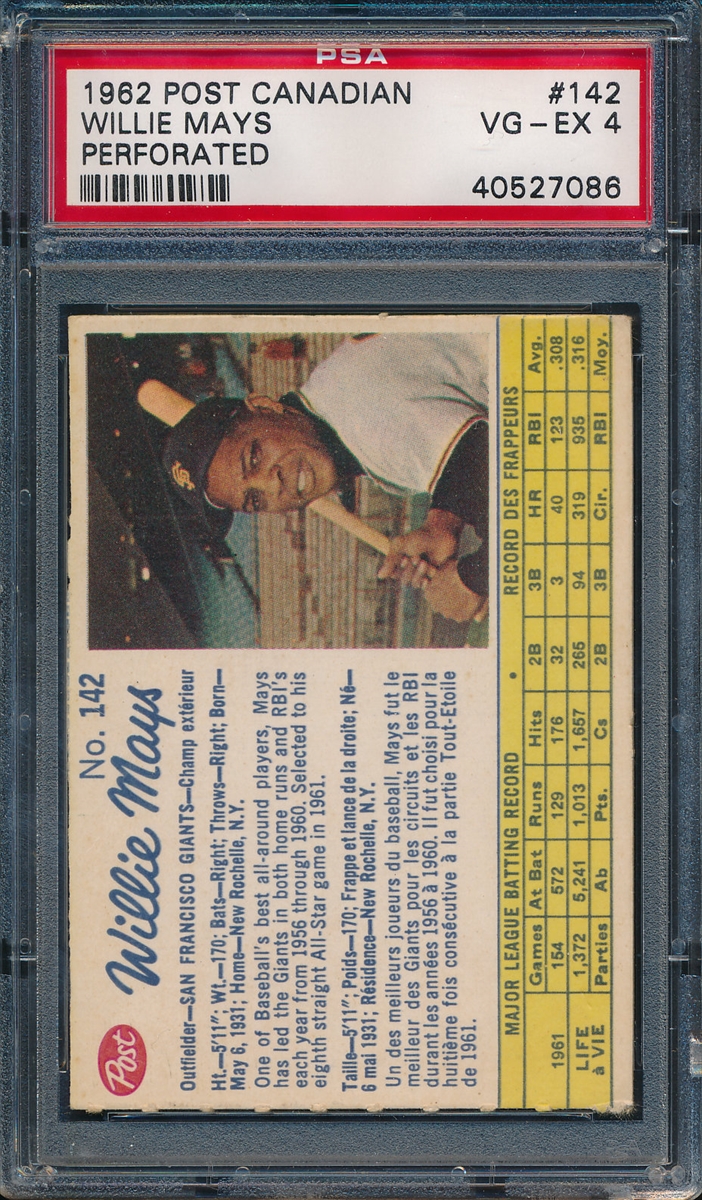 PSA
1962 POST CANADIAN #142
WILLIE MAYS VG-EX 4
PERFORATED
40527086
Post
No. 142
Willie Mays
Outfielder—SAN FRANCISCO GIANTS—Champ extérieur
Ht.—5'11"; Wt.—170; Bats—Right; Throws—Right; Born—
May 6, 1931; Home—New Rochelle, N.Y.
One of Baseball's best all-around players, Mays
has led the Giants in both home runs and RBI's
each year from 1956 through 1960. Selected to his
eighth straight All-Star game in 1961.
Taille—5'11"; Poids—170; Frappe et lance de la droite; Né—
6 mai 1931; Résidence—New Rochelle, N.Y.
Un des meilleurs joueurs du baseball, Mays fut le
meilleur des Giants pour les circuits et les RBI
durant les années 1956 à 1960. Il fut choisi pour la
huitième fois consécutive à la partie Tout-Etoile
de 1961.
MAJOR LEAGUE BATTING RECORD • RECORD DES FRAPPEURS
Games At Bat Runs Hits 2B 3B HR RBI Avg.
1961 154 572 129 176 32 3 40 123 .308
LIFE
à VIE 1,372 5,241 1,013 1,657 265 94 319 935 .316
Parties Ab Pts. Cs 2B 3B Cir. RBI Moy.
SF